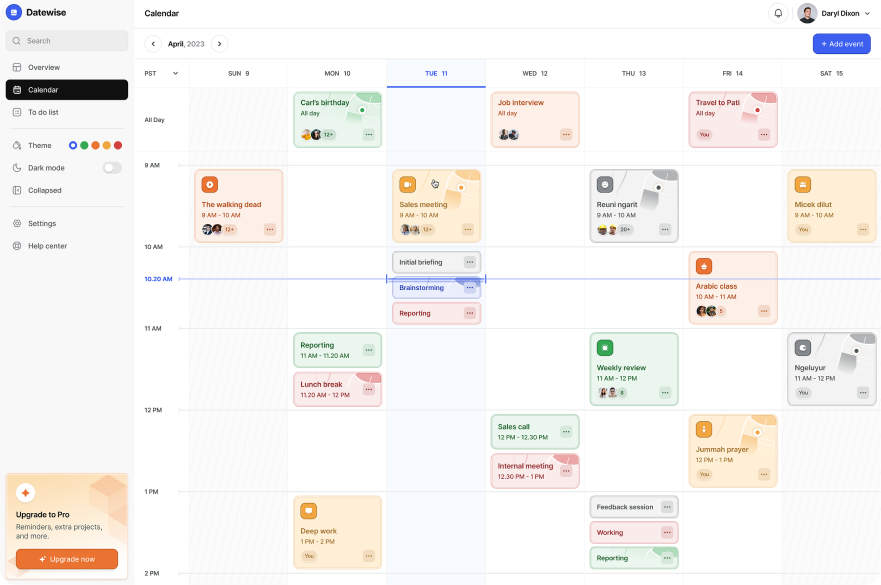 Datewise
Search
Overview
Calendar
To do list
Theme
Dark mode
Collapsed
Settings
Help center
Upgrade to Pro
Reminders, extra projects,
and more.
Upgrade now
Calendar
Daryl Dixon
April, 2023
+ Add event
PST
SUN 9
MON 10
TUE 11
WED 12
THU 13
FRI 14
SAT 15
All Day
Carl's birthday
All day
12+
Job interview
All day
Travel to Pati
All day
You
9 AM
The walking dead
9 AM - 10 AM
12+
Sales meeting
9 AM - 10 AM
12+
Reuni ngarit
9 AM - 10 AM
20+
Micek dilut
9 AM - 10 AM
You
10 AM
Initial briefing
10.20 AM
Brainstorming
Reporting
Arabic class
10 AM - 11 AM
5
11 AM
Reporting
11 AM - 11.20 AM
Lunch break
11.20 AM - 12 PM
Weekly review
11 AM - 12 PM
8
Ngeluyur
11 AM - 12 PM
You
12 PM
Sales call
12 PM - 12.30 PM
Internal meeting
12.30 PM - 1 PM
Jummah prayer
12 PM - 1 PM
You
1 PM
Deep work
1 PM - 2 PM
You
Feedback session
Working
Reporting
2 PM